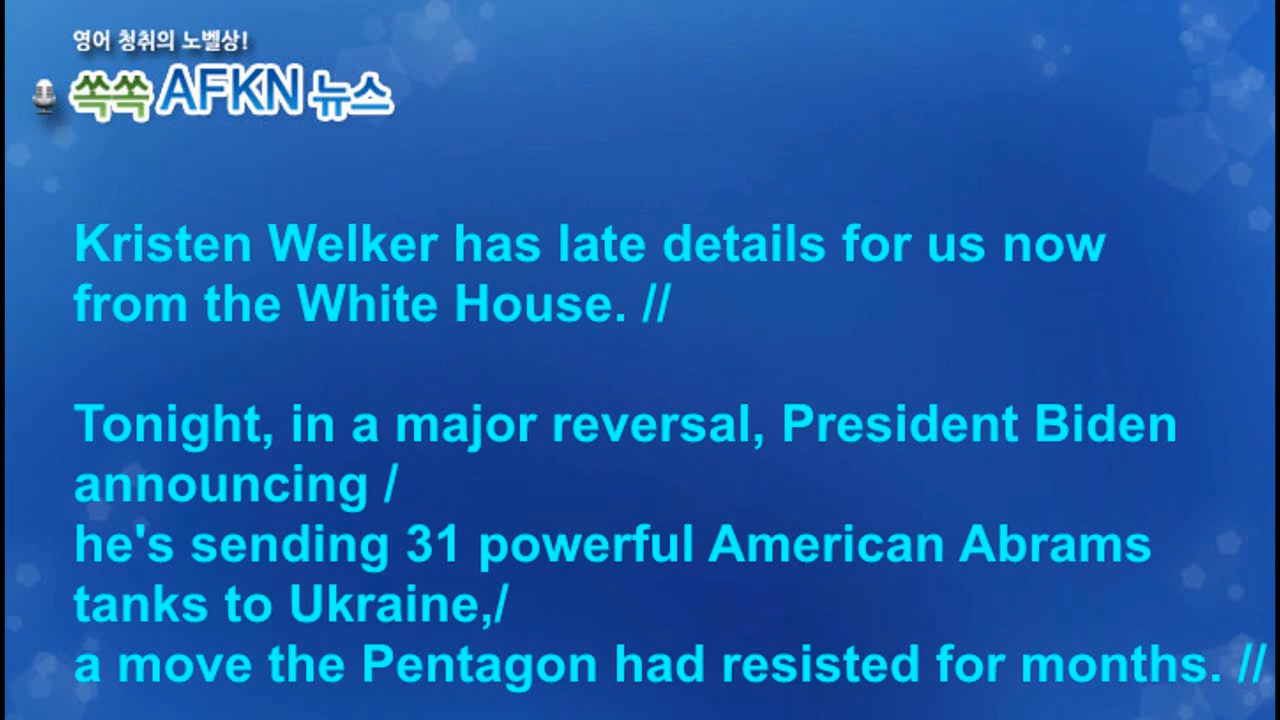 영어 청취의 노벨상!
쏙쏙 AFKN 뉴스
Kristen Welker has late details for us now
from the White House. //
Tonight, in a major reversal, President Biden
announcing /
he's sending 31 powerful American Abrams
tanks to Ukraine,/
a move the Pentagon had resisted for months. //